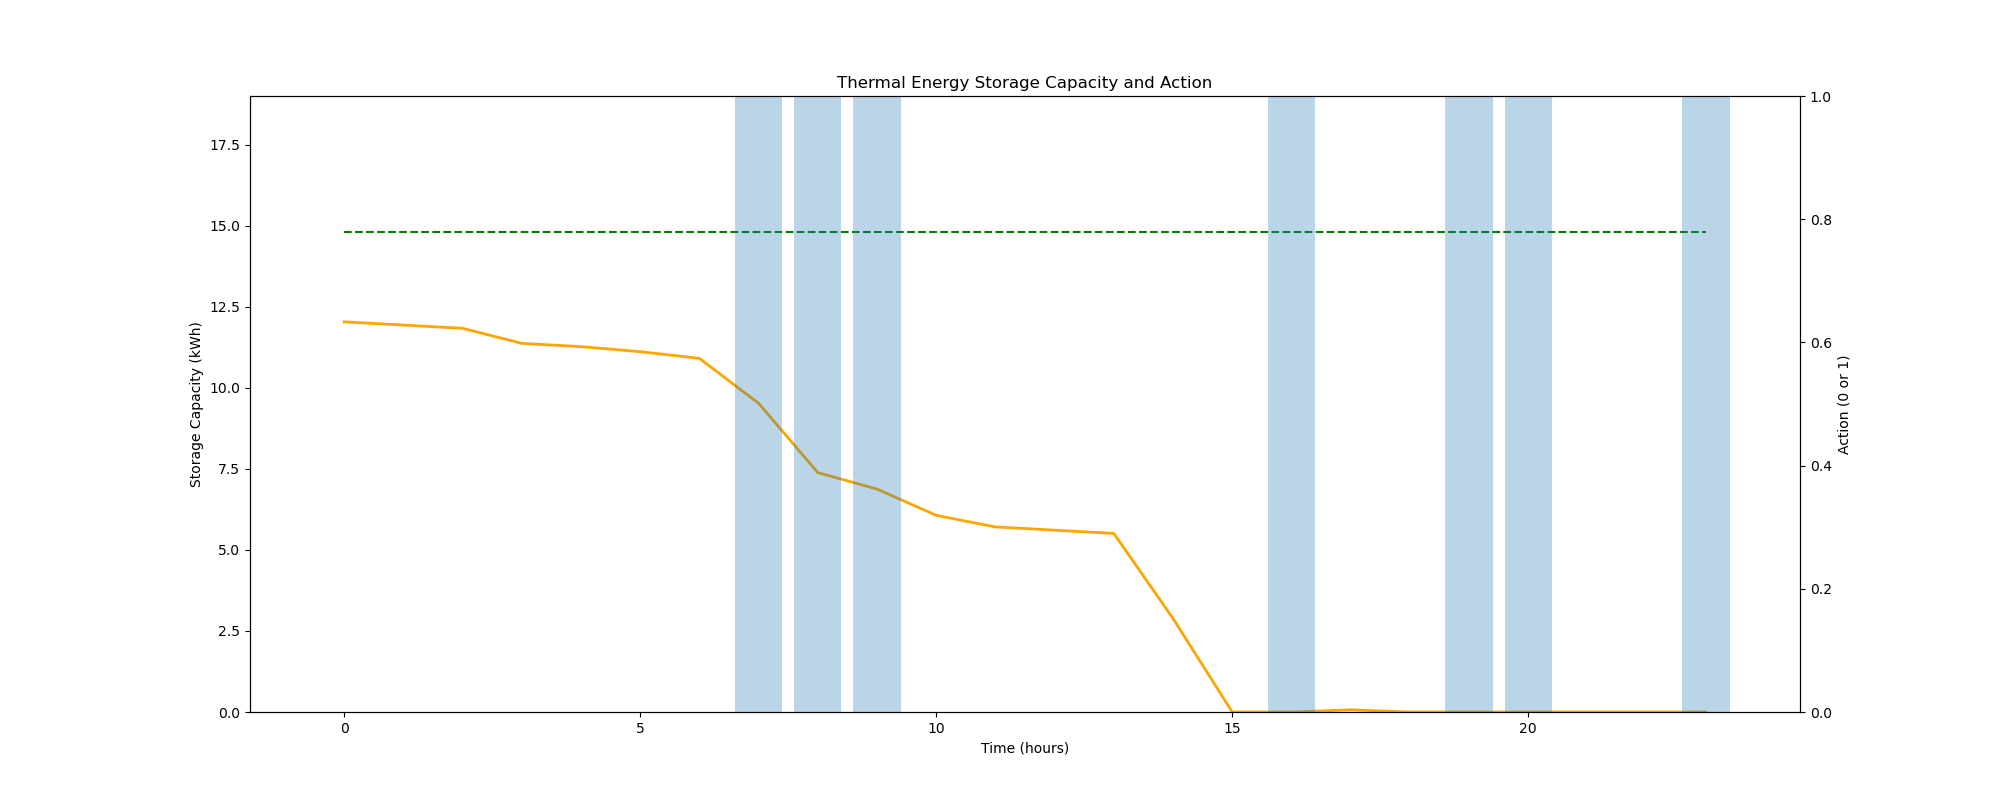 Thermal Energy Storage Capacity and Action
17.5
15.0
12.5
10.0
7.5
5.0
2.5
0.0
Storage Capacity (kWh)
1.0
0.8
0.6
0.4
0.2
0.0
Action (0 or 1)
0 5 10 15 20
Time (hours)